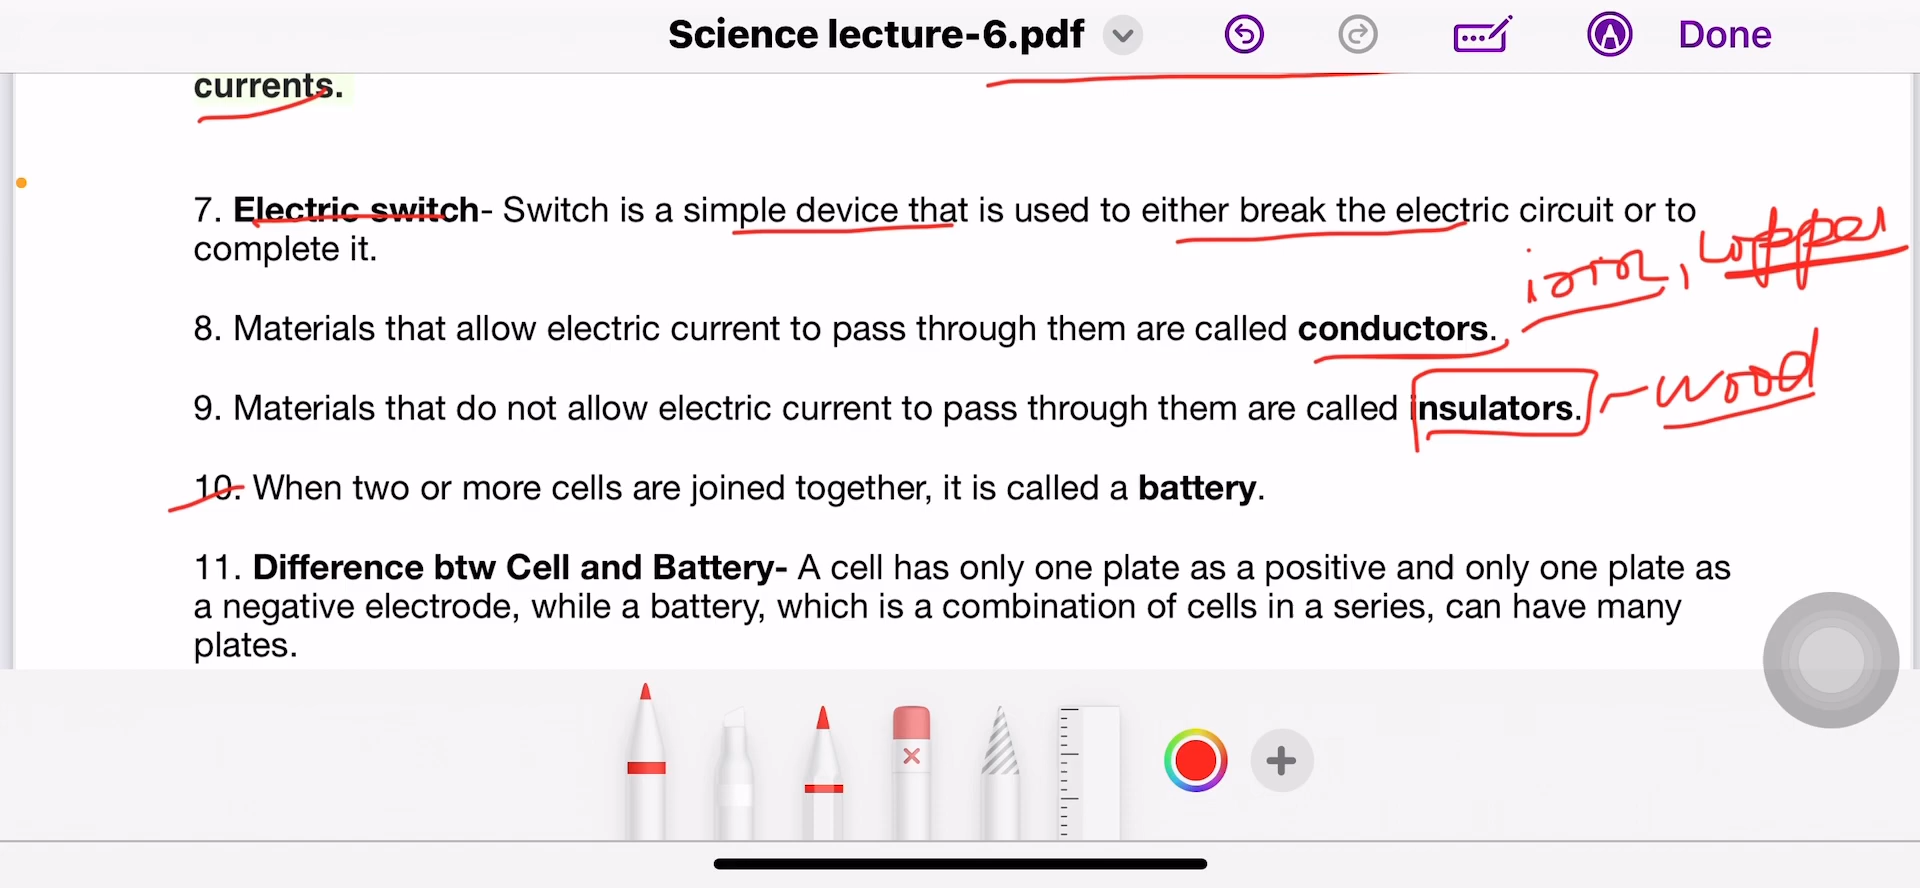 Science lecture-6.pdf
Done
currents.
7. Electric switch- Switch is a simple device that is used to either break the electric circuit or to
complete it.
iron, copper
8. Materials that allow electric current to pass through them are called conductors.
9. Materials that do not allow electric current to pass through them are called insulators. - wood
10. When two or more cells are joined together, it is called a battery.
11. Difference btw Cell and Battery- A cell has only one plate as a positive and only one plate as
a negative electrode, while a battery, which is a combination of cells in a series, can have many
plates.